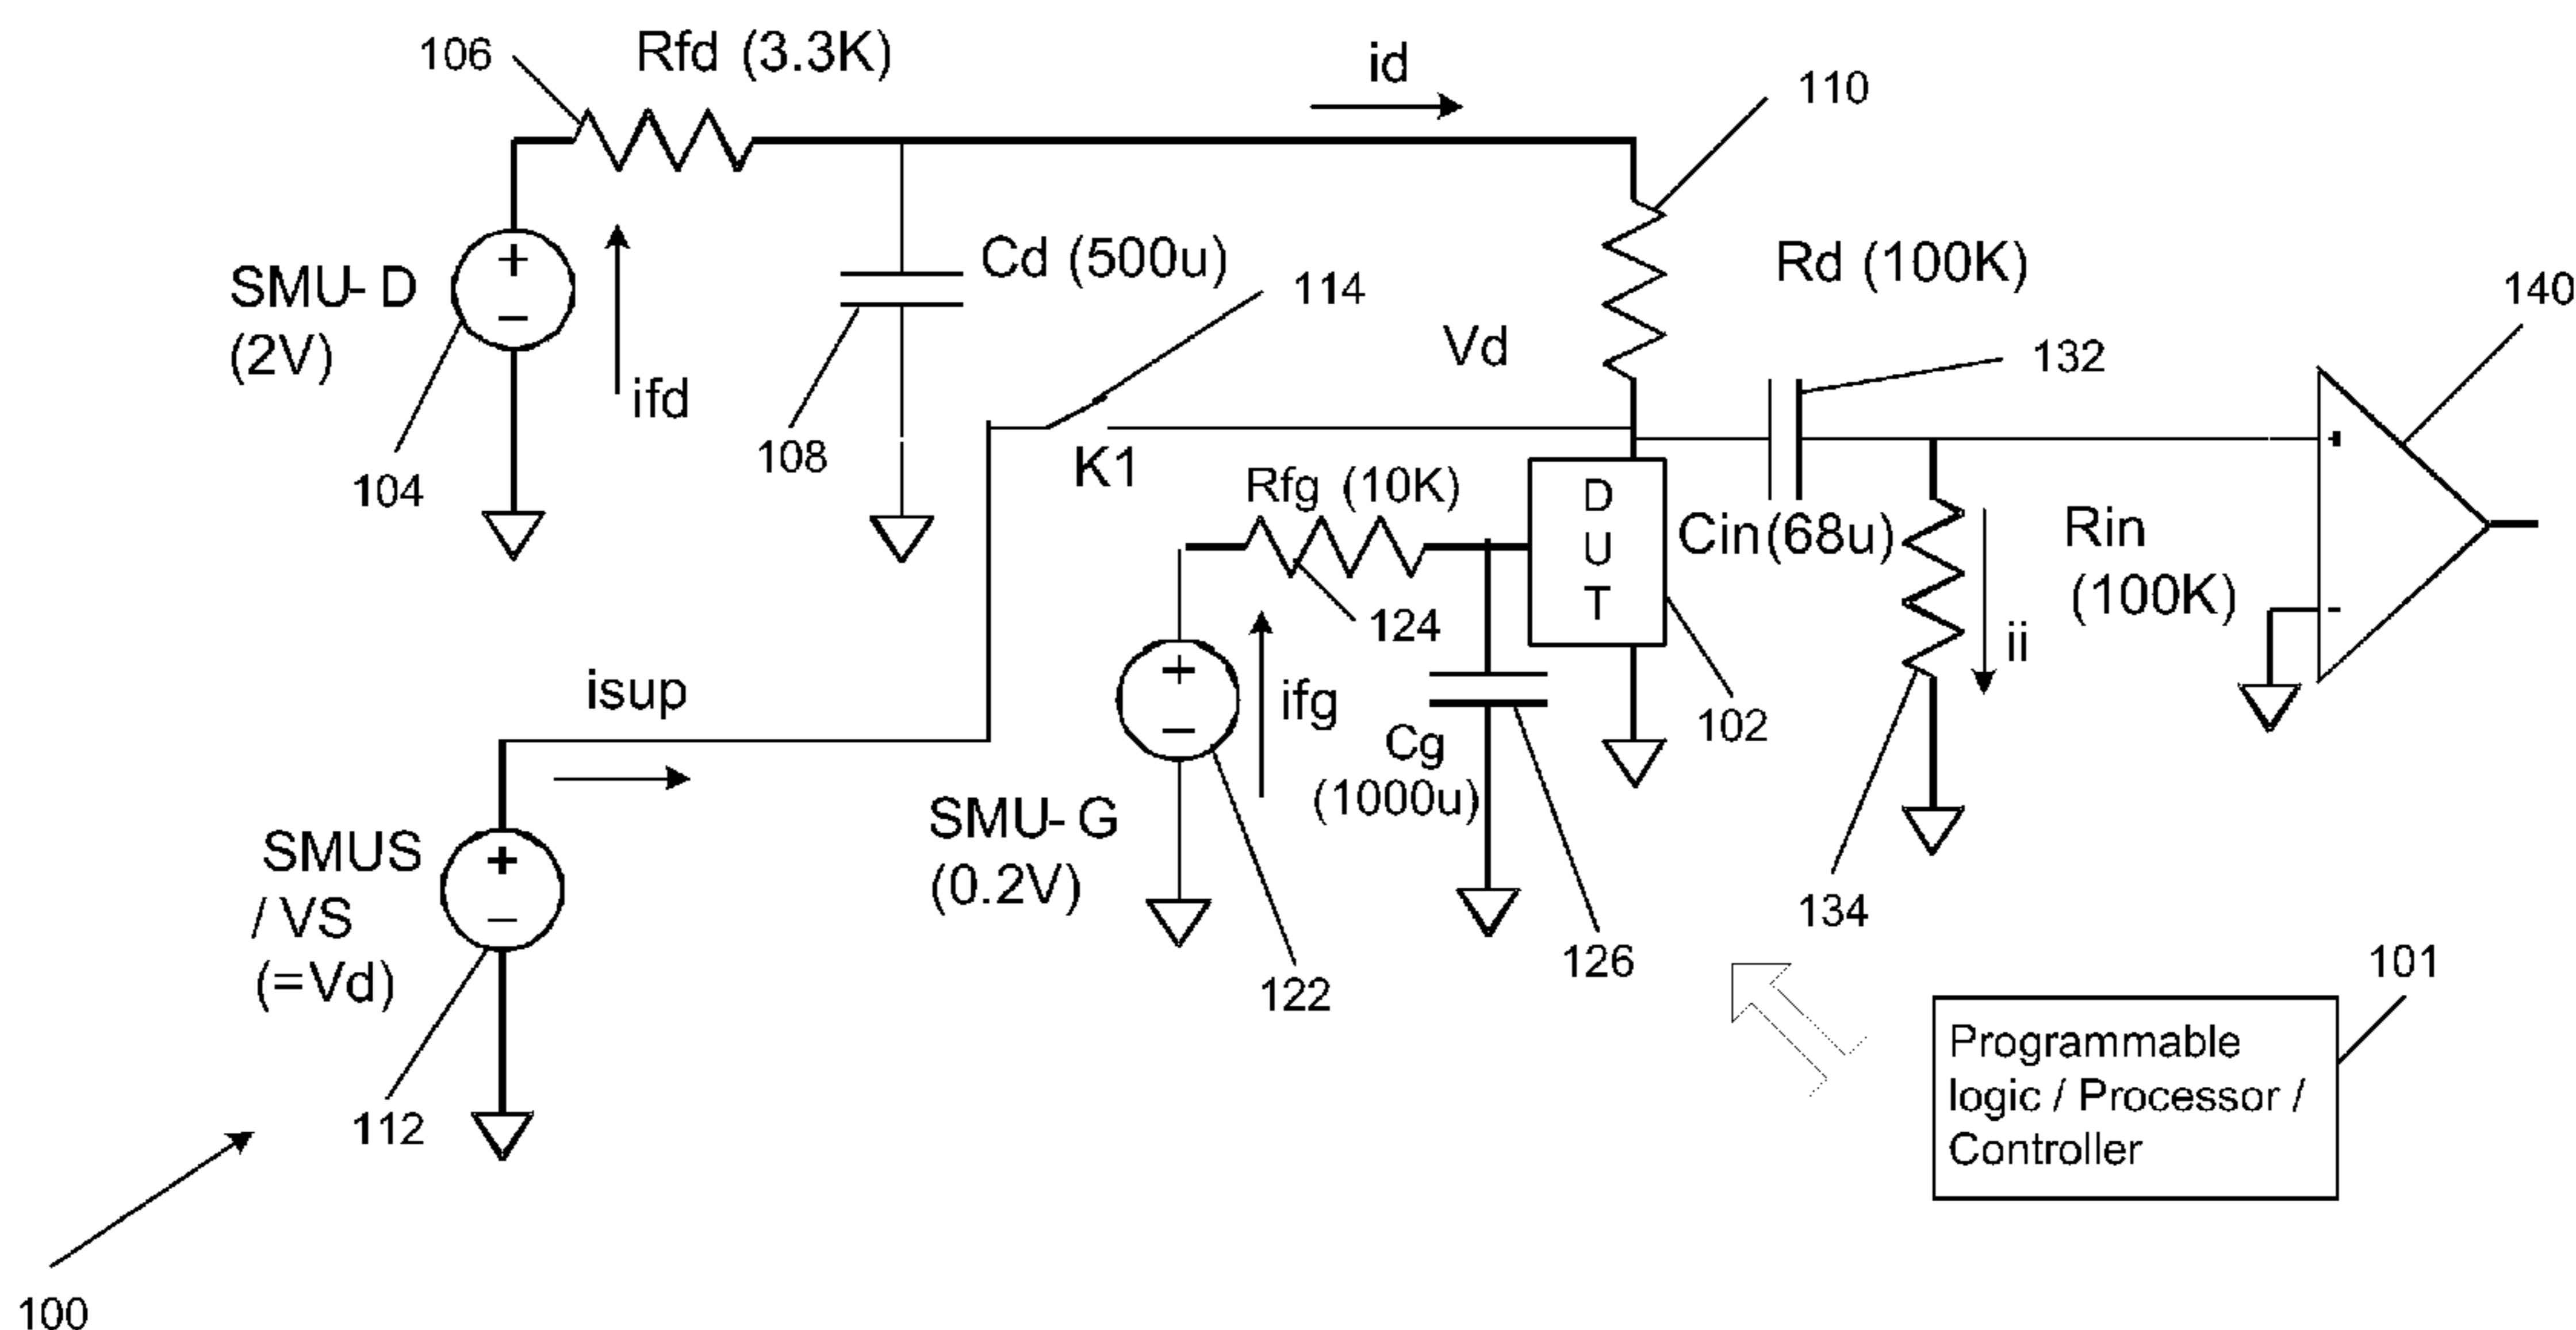 106
Rfd (3.3K)
id
110
SMU- D
(2V)
ifd
Cd (500u)
114
Rd (100K)
140
Vd
132
104
108
K1
Rfg (10K)
D
U
T
Cin(68u)
Rin
(100K)
124
ii
isup
ifg
102
Cg
(1000u)
SMU- G
(0.2V)
SMUS
/ VS
(=Vd)
134
126
122
101
112
Programmable
logic / Processor /
Controller
100